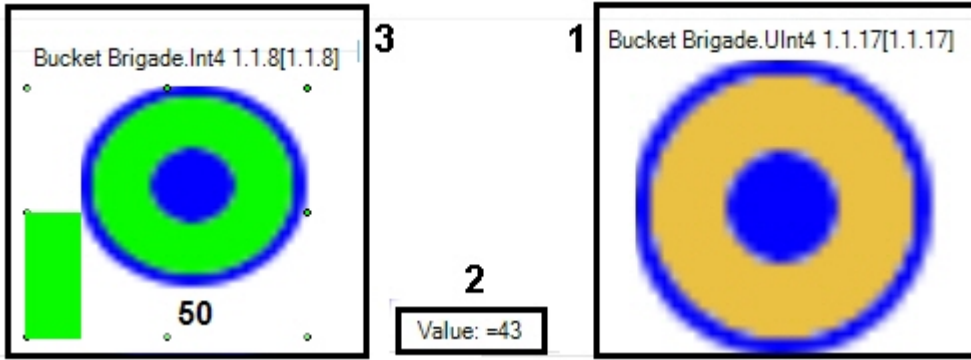 Bucket Brigade.Int4 1.1.8[1.1.8]
3
50
2
Value: =43
1
Bucket Brigade.UInt4 1.1.17[1.1.17]